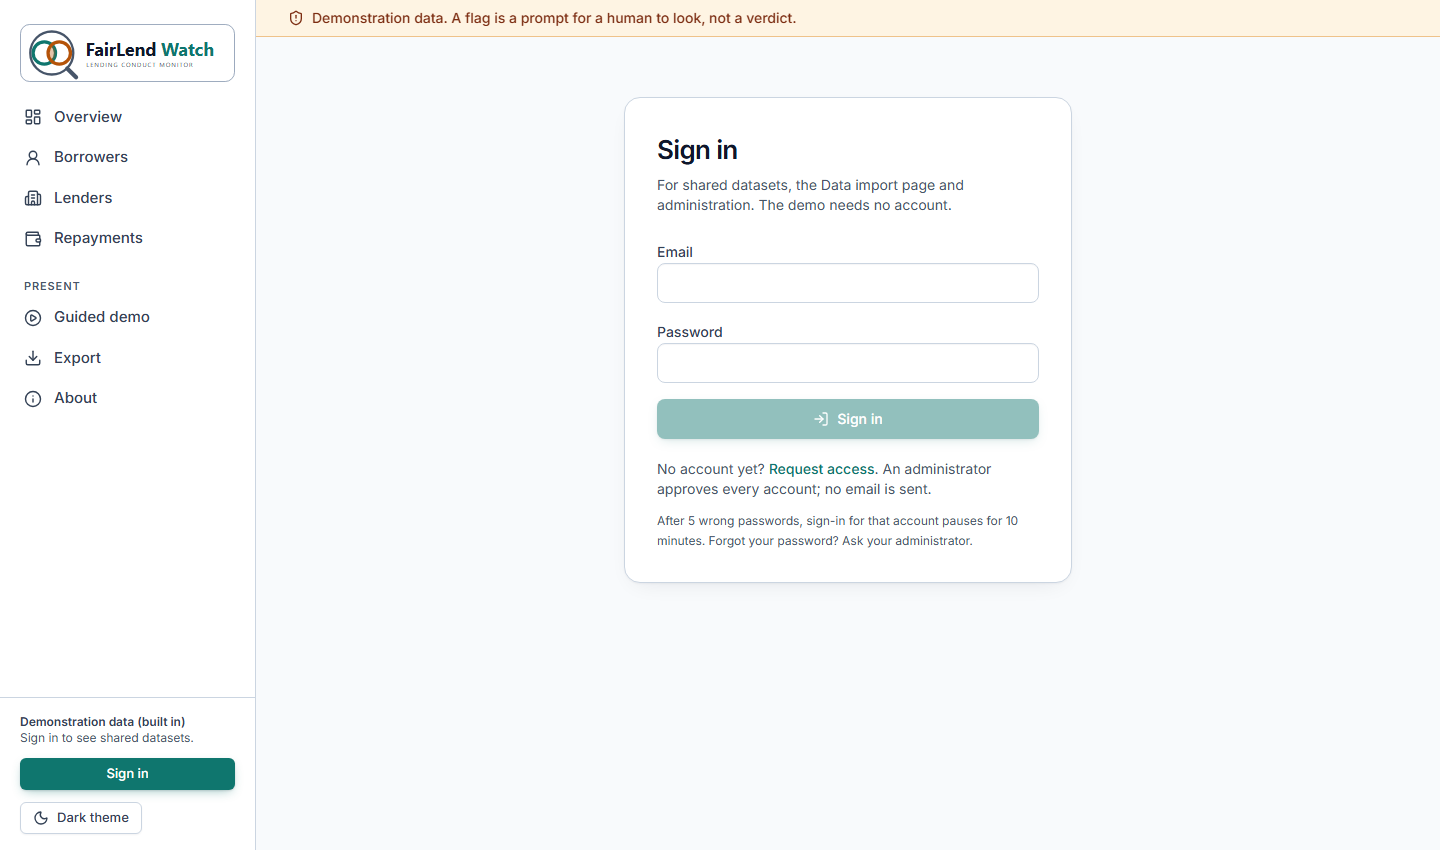 FairLend Watch
LENDING CONDUCT MONITOR
Overview
Borrowers
Lenders
Repayments
PRESENT
Guided demo
Export
About
Demonstration data (built in)
Sign in to see shared datasets.
Sign in
Dark theme
Demonstration data. A flag is a prompt for a human to look, not a verdict.
Sign in
For shared datasets, the Data import page and
administration. The demo needs no account.
Email
Password
Sign in
No account yet? Request access. An administrator
approves every account; no email is sent.
After 5 wrong passwords, sign-in for that account pauses for 10
minutes. Forgot your password? Ask your administrator.